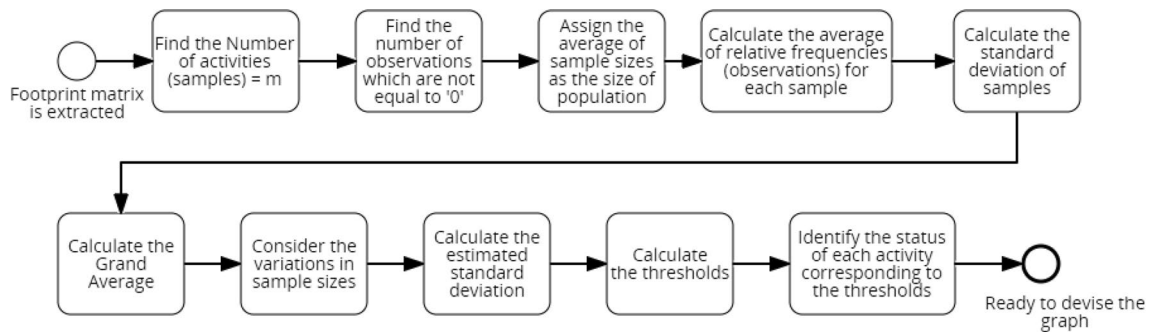 Footprint matrix
is extracted
Find the Number
of activities
(samples) = m
Find the
number of
observations
which are not
equal to '0'
Assign the
average of
sample sizes
as the size of
population
Calculate the average
of relative frequencies
(observations) for
each sample
Calculate the
standard
deviation of
samples
Calculate the
Grand
Average
Consider the
variations in
sample sizes
Calculate the
estimated
standard
deviation
Calculate
the thresholds
Identify the status
of each activity
corresponding to
the thresholds
Ready to devise the
graph